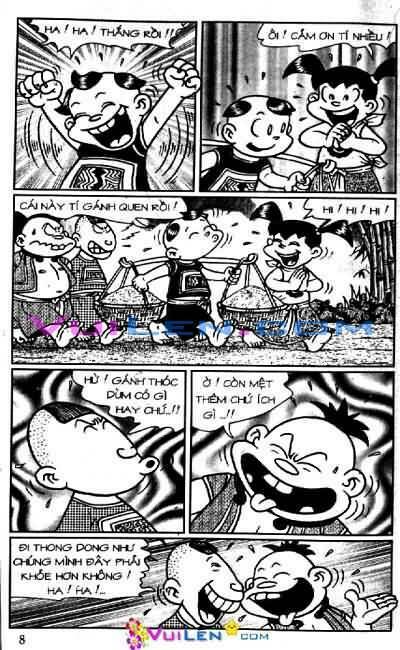 HA! HA! THẮNG RỒI!!
ÔI! CẢM ƠN TÍ NHIỀU!
CÁI NÀY TÍ GÁNH QUEN RỒI!
HI! HI! HI!
VUILEN.COM
HỪ! GÁNH THÓC
DÙM CÓ GÌ
HAY CHỨ..!!
Ờ! CÒN MỆT
THÊM CHỨ ÍCH
GÌ ..!!
ĐI THONG DONG NHƯ
CHÚNG MÌNH ĐÂY PHẢI
KHỎE HƠN KHÔNG!
HA! HA!...
8
VUILEN.COM